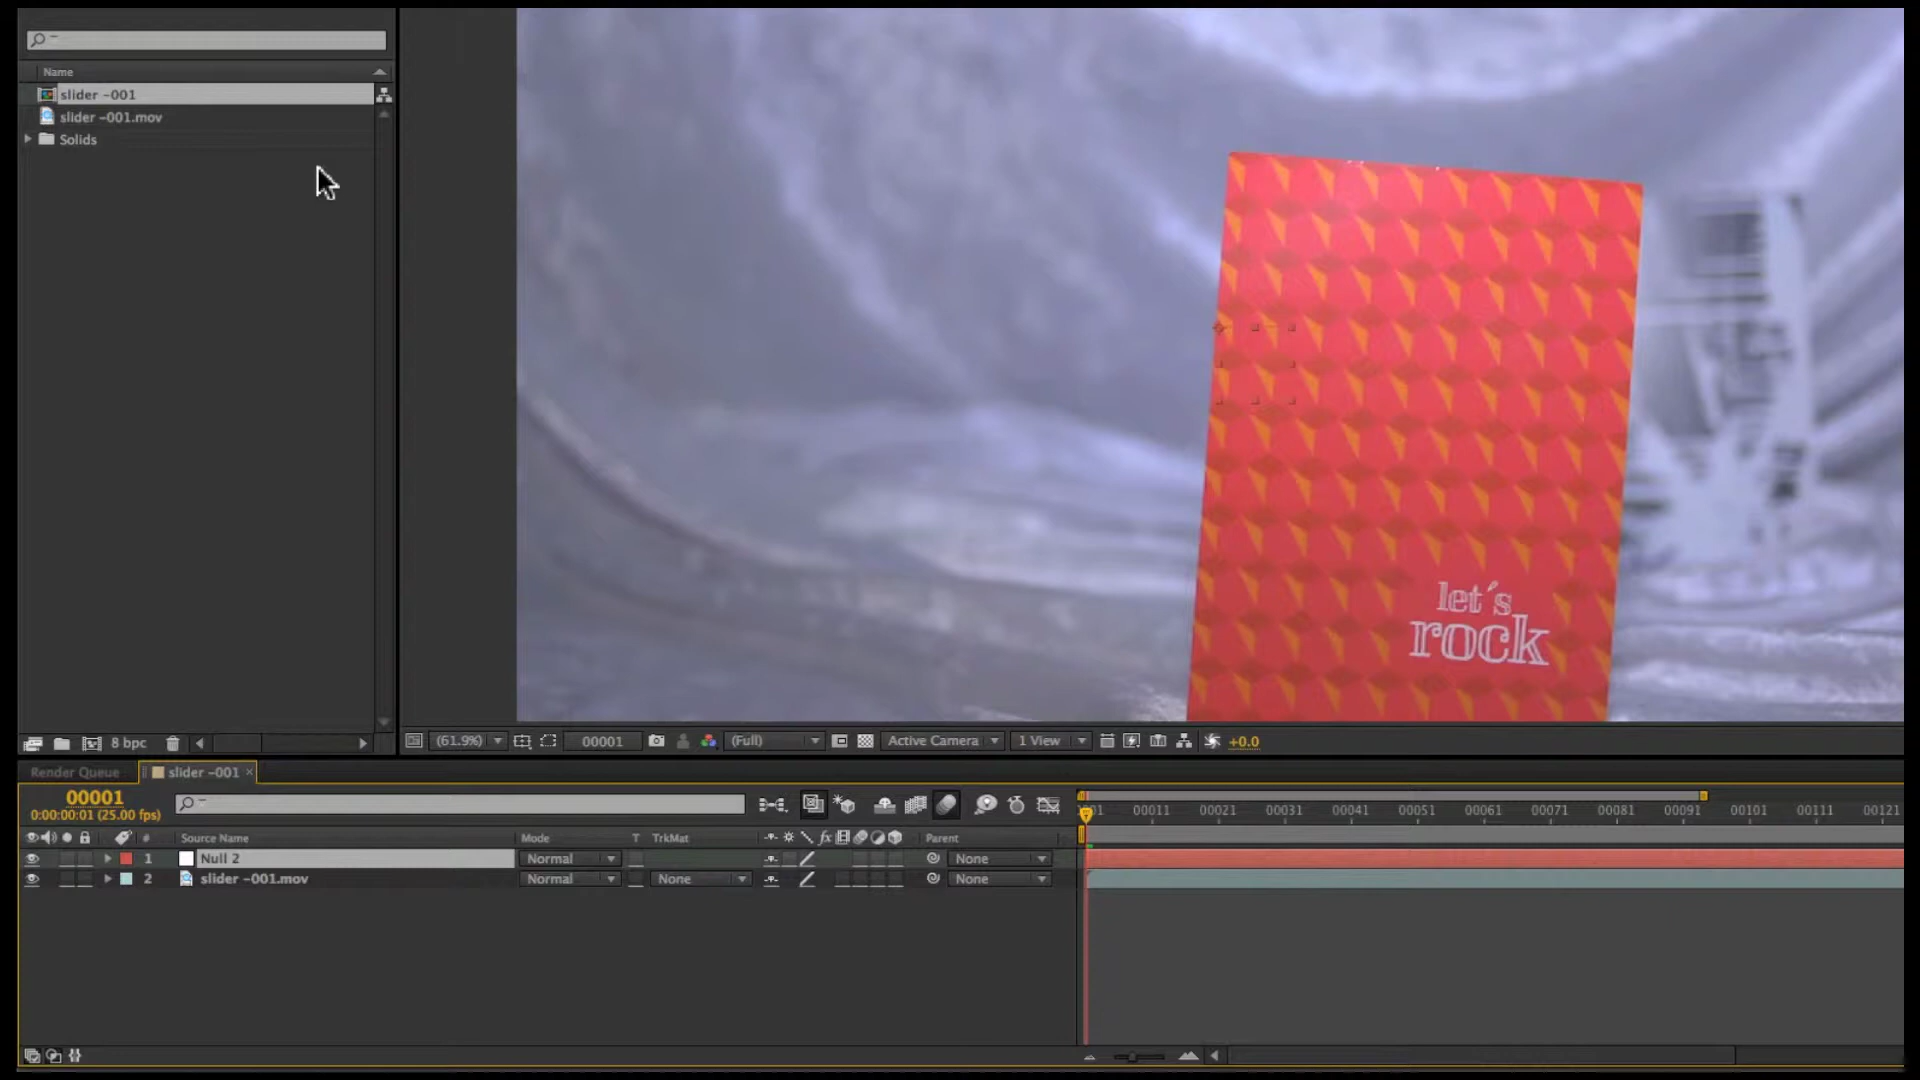 Name
slider -001
slider -001.mov
Solids
let´s
rock
8 bpc
(61.9%)
00001
(Full)
Active Camera
1 View
+0.0
Render Queue
slider -001
00001
0:00:00:01 (25.00 fps)
01 00011 00021 00031 00041 00051 00061 00071 00081 00091 00101 00111 00121
# Source Name Mode T TrkMat fx Parent
1 Null 2 Normal None
2 slider -001.mov Normal None None